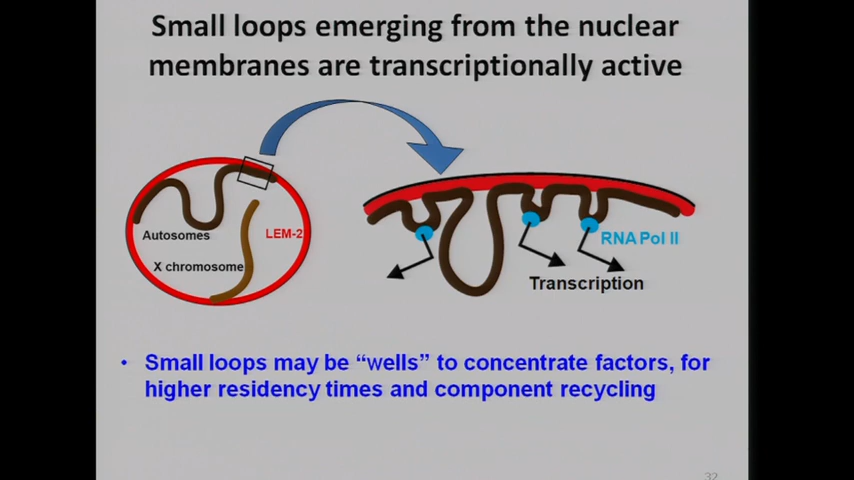 Small loops emerging from the nuclear
membranes are transcriptionally active
Autosomes
LEM-2
X chromosome
RNA Pol II
Transcription
• Small loops may be “wells” to concentrate factors, for
higher residency times and component recycling
32